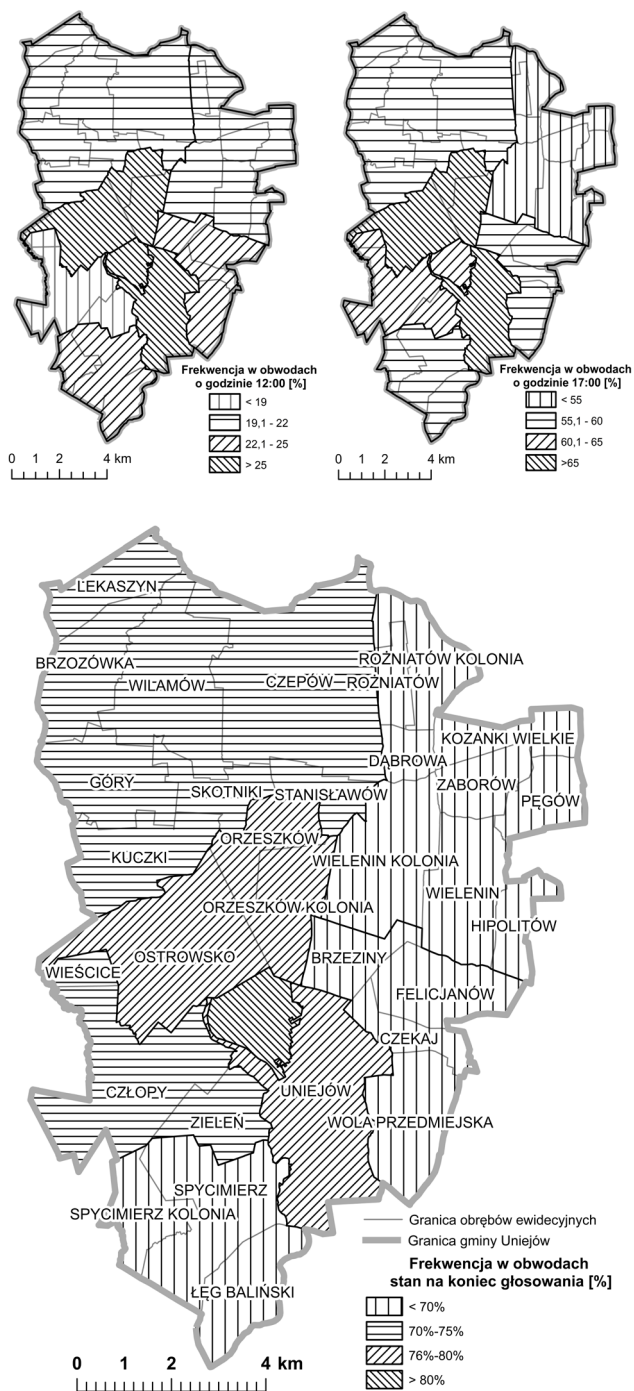 Frekwencja w obwodach
o godzinie 12:00 [%]
< 19
19,1 - 22
22,1 - 25
> 25
0 1 2 4 km
Frekwencja w obwodach
o godzinie 17:00 [%]
< 55
55,1 - 60
60,1 - 65
>65
0 1 2 4 km
LEKASZYN
ROŻNIATÓW KOLONIA
BRZOZÓWKA
WILAMÓW
CZEPÓW
ROŻNIATÓW
KOZANKI WIELKIE
DĄBROWA
GÓRY
SKOTNIKI
STANISŁAWÓW
ZABORÓW
PĘGÓW
ORZESZKÓW
KUCZKI
WIELENIN KOLONIA
WIELENIN
ORZESZKÓW KOLONIA
HIPOLITÓW
OSTROWSKO
BRZEZINY
WIEŚCICE
FELICJANÓW
CZEKAJ
CZŁOPY
UNIEJÓW
ZIELEŃ
WOLA PRZEDMIEJSKA
SPYCIMIERZ
SPYCIMIERZ KOLONIA
ŁĘG BALIŃSKI
Granica obrębów ewidecyjnych
Granica gminy Uniejów
Frekwencja w obwodach
stan na koniec głosowania [%]
< 70%
70%-75%
76%-80%
> 80%
0 1 2 4 km